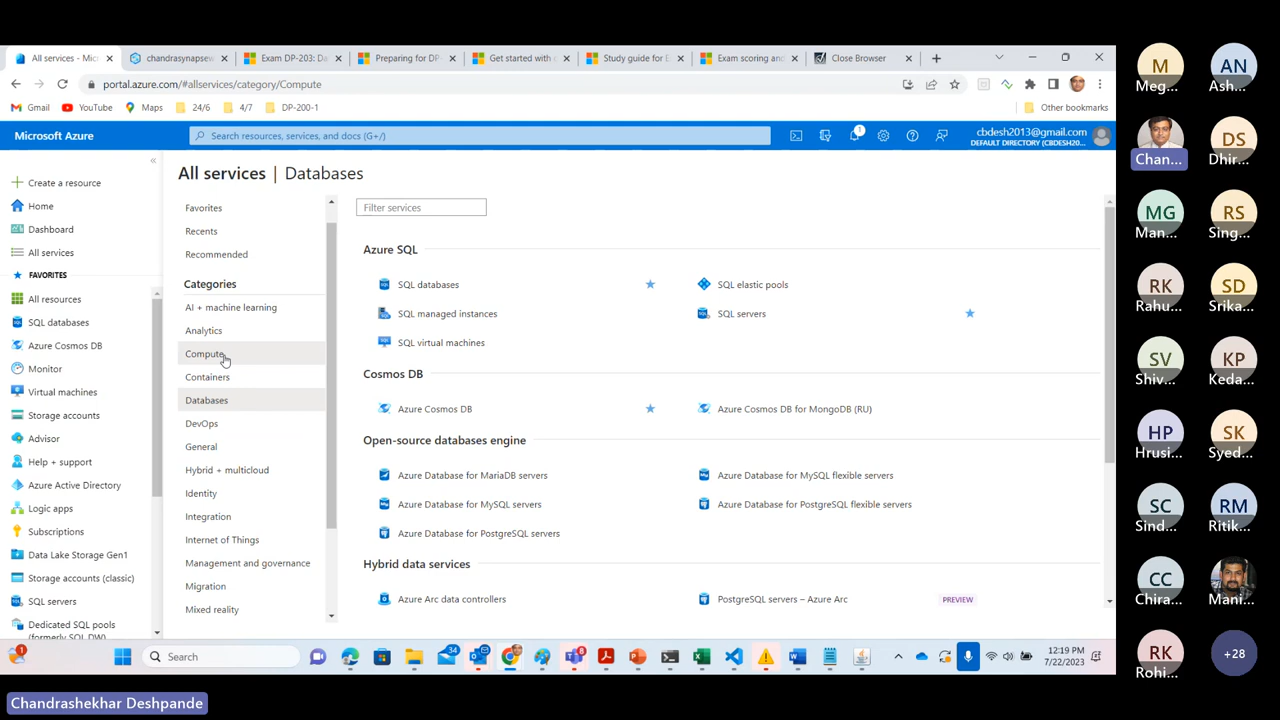 All services - Mic
chandrasynapsew
Exam DP-203: Da
Preparing for DP-
Get started with
Study guide for E
Exam scoring an
Close Browser
portal.azure.com/#allservices/category/Compute
Gmail
YouTube
Maps
24/6
4/7
DP-200-1
Other bookmarks
Microsoft Azure
Search resources, services, and docs (G+/)
1
cbdesh2013@gmail.com
DEFAULT DIRECTORY (CBDESH20...
Create a resource
Home
Dashboard
All services
FAVORITES
All resources
SQL databases
Azure Cosmos DB
Monitor
Virtual machines
Storage accounts
Advisor
Help + support
Azure Active Directory
Logic apps
Subscriptions
Data Lake Storage Gen1
Storage accounts (classic)
SQL servers
Dedicated SQL pools
(formerly SQL DW)
All services | Databases
Favorites
Recents
Recommended
Categories
AI + machine learning
Analytics
Compute
Containers
Databases
DevOps
General
Hybrid + multicloud
Identity
Integration
Internet of Things
Management and governance
Migration
Mixed reality
Filter services
Azure SQL
SQL databases
SQL elastic pools
SQL managed instances
SQL servers
SQL virtual machines
Cosmos DB
Azure Cosmos DB
Azure Cosmos DB for MongoDB (RU)
Open-source databases engine
Azure Database for MariaDB servers
Azure Database for MySQL flexible servers
Azure Database for MySQL servers
Azure Database for PostgreSQL flexible servers
Azure Database for PostgreSQL servers
Hybrid data services
Azure Arc data controllers
PostgreSQL servers – Azure Arc
PREVIEW
1
Search
34
8
12:19 PM
7/22/2023
M
Meg...
AN
Ash...
Chan...
DS
Dhir...
MG
Man...
RS
Sing...
RK
Rahu...
SD
Srika...
SV
Shiv...
KP
Keda...
HP
Hrusi...
SK
Syed...
SC
Sind...
RM
Ritik...
CC
Chira...
Mani...
RK
Rohi...
+28
Chandrashekhar Deshpande